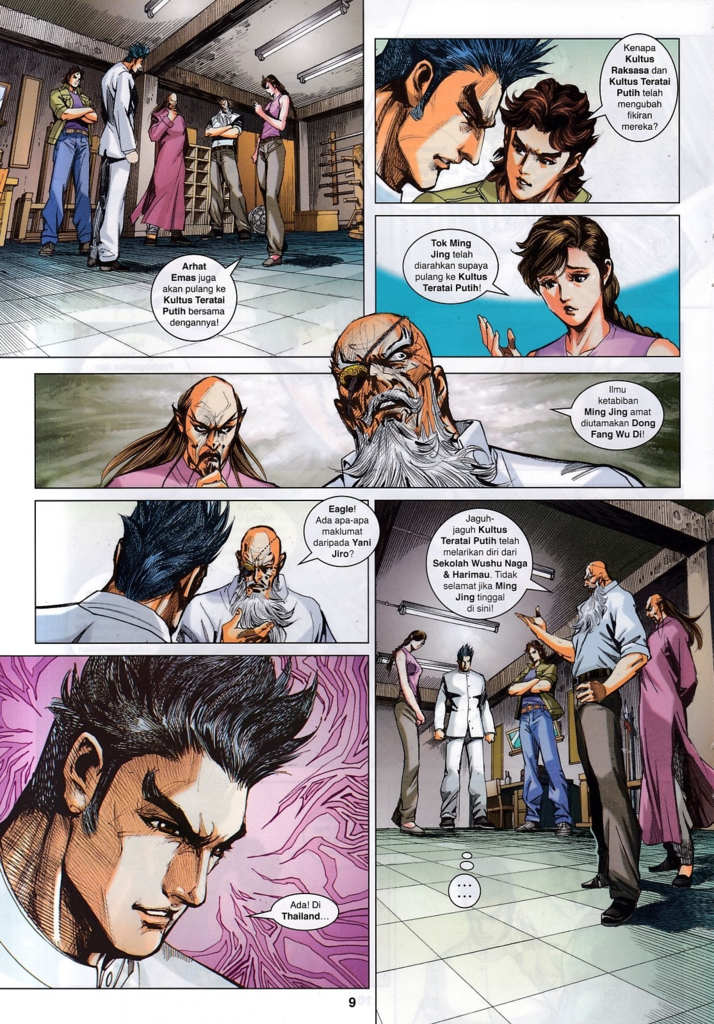 Arhat
Emas juga
akan pulang ke
Kultus Teratai
Putih bersama
dengannya!
Kenapa
Kultus
Raksasa dan
Kultus Teratai
Putih telah
mengubah
fikiran
mereka?
Tok Ming
Jing telah
diarahkan supaya
pulang ke Kultus
Teratai Putih!
Ilmu
ketabiban
Ming Jing amat
diutamakan Dong
Fang Wu Di!
Eagle!
Ada apa-apa
maklumat
daripada Yani
Jiro?
Ada! Di
Thailand...
Jaguh-
jaguh Kultus
Teratai Putih telah
melarikan diri dari
Sekolah Wushu Naga
& Harimau. Tidak
selamat jika Ming
Jing tinggal
di sini!
...
...
9